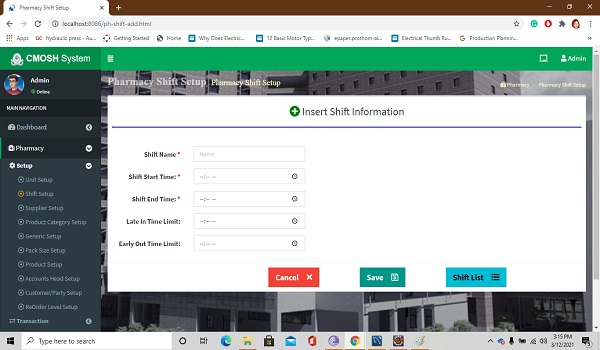 Pharmacy Shift Setup
localhost:8086/ph-shift-add.html
Apps
GC hydraulic press - Au...
Getting Started
Home
Why Does Electric...
12 Basic Motor Typ...
epaper.prothom-alo...
Electrical Thumb Ru...
Production Plannin...
CMOSH System
Admin
Admin
Online
Pharmacy Shift Setup Pharmacy Shift Setup
Pharmacy
Pharmacy Shift Setup
MAIN NAVIGATION
Dashboard
Pharmacy
Setup
Unit Setup
Shift Setup
Supplier Setup
Product Category Setup
Generic Setup
Pack Size Setup
Product Setup
Accounts Head Setup
Customer/Party Setup
ReOrder Level Setup
Transaction
Insert Shift Information
Shift Name *
Name
Shift Start Time: *
--:-- --
Shift End Time: *
--:-- --
Late In Time Limit:
--:-- --
Early Out Time Limit:
--:-- --
Cancel
Save
Shift List
Type here to search
3:15 PM
3/12/2021